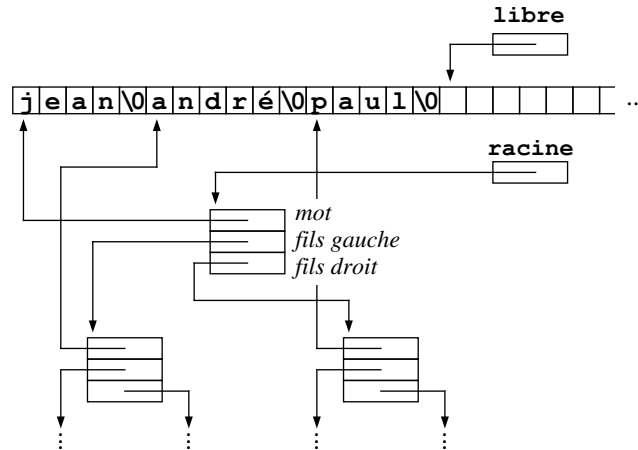 libre
jean\0andré\0paul\0 ...
racine
mot
fils gauche
fils droit